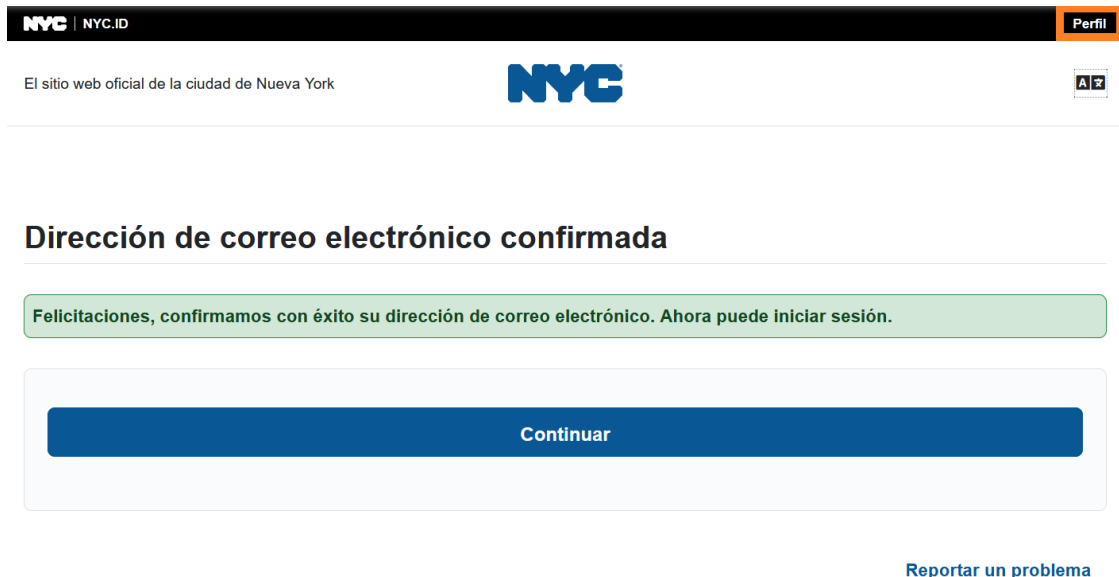 NYC | NYC.ID
Perfil
El sitio web oficial de la ciudad de Nueva York
NYC
A
Dirección de correo electrónico confirmada
Felicitaciones, confirmamos con éxito su dirección de correo electrónico. Ahora puede iniciar sesión.
Continuar
Reportar un problema